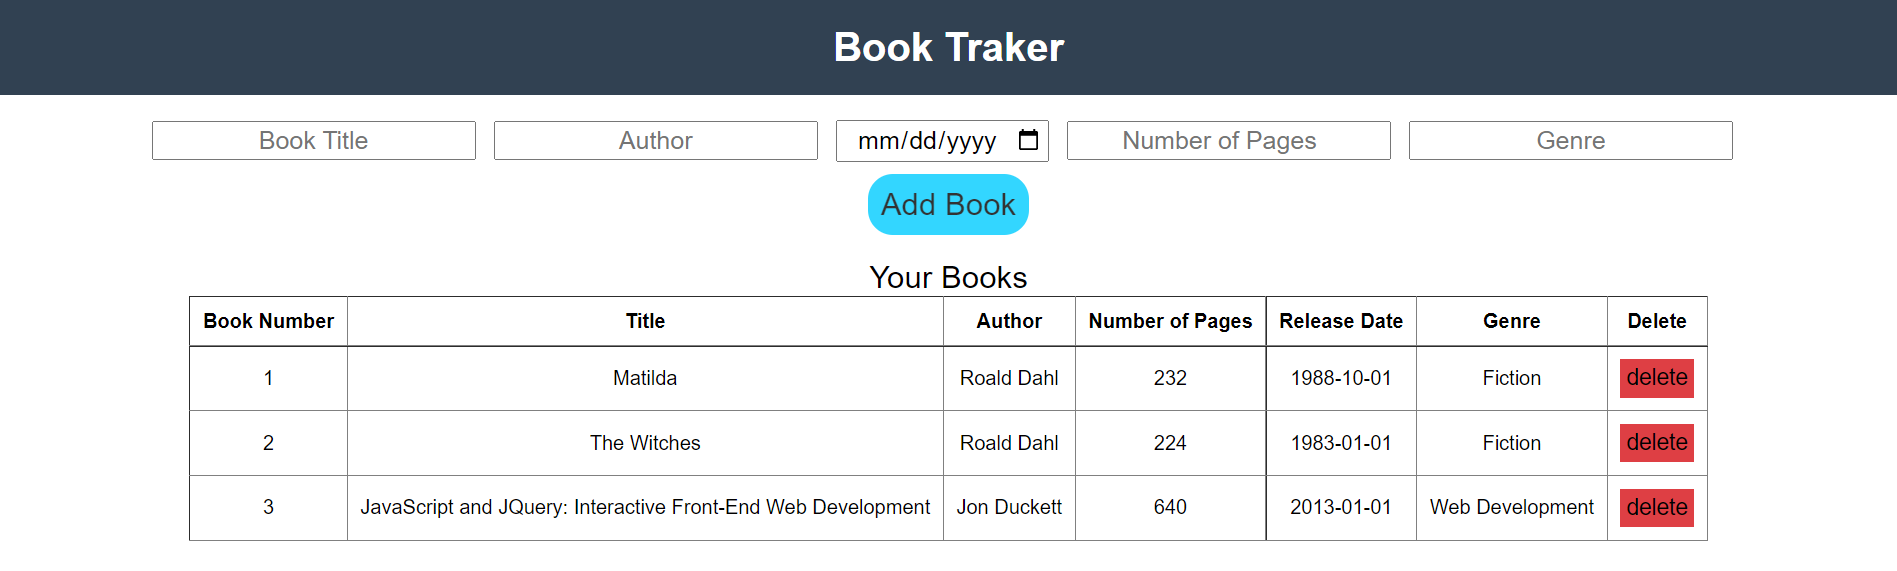 Book Traker
Book Title Author mm/dd/yyyy Number of Pages Genre
Add Book
Your Books
Book Number Title Author Number of Pages Release Date Genre Delete
1 Matilda Roald Dahl 232 1988-10-01 Fiction delete
2 The Witches Roald Dahl 224 1983-01-01 Fiction delete
3 JavaScript and JQuery: Interactive Front-End Web Development Jon Duckett 640 2013-01-01 Web Development delete